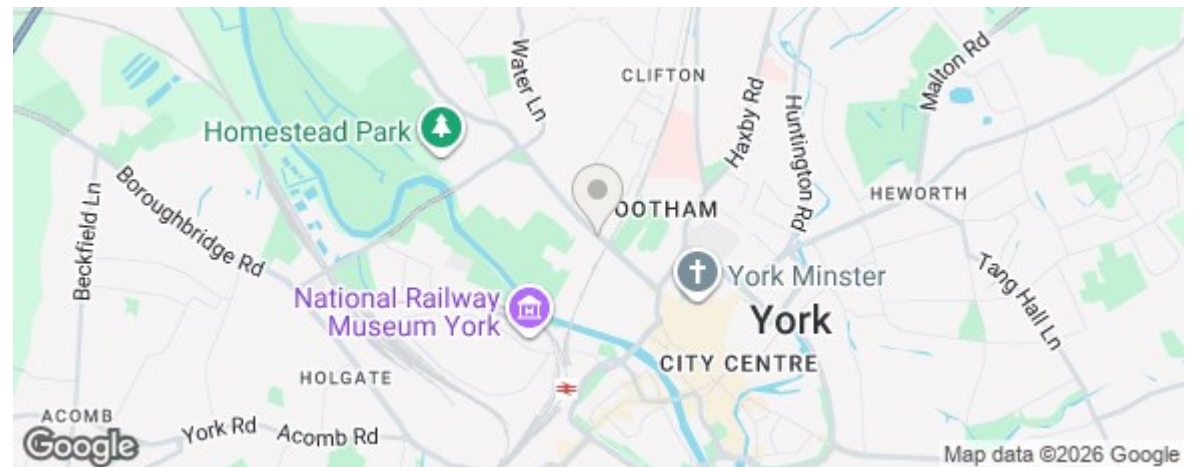 CLIFTON
Water Ln
Malton Rd
Homestead Park
Haxby Rd
Huntington Rd
Boroughbridge Rd
Beckfield Ln
HEWORTH
OOTHAM
York Minster
Tang Hall Ln
National Railway
Museum York
York
CITY CENTRE
HOLGATE
ACOMB
York Rd
Acomb Rd
Google
Map data ©2026 Google